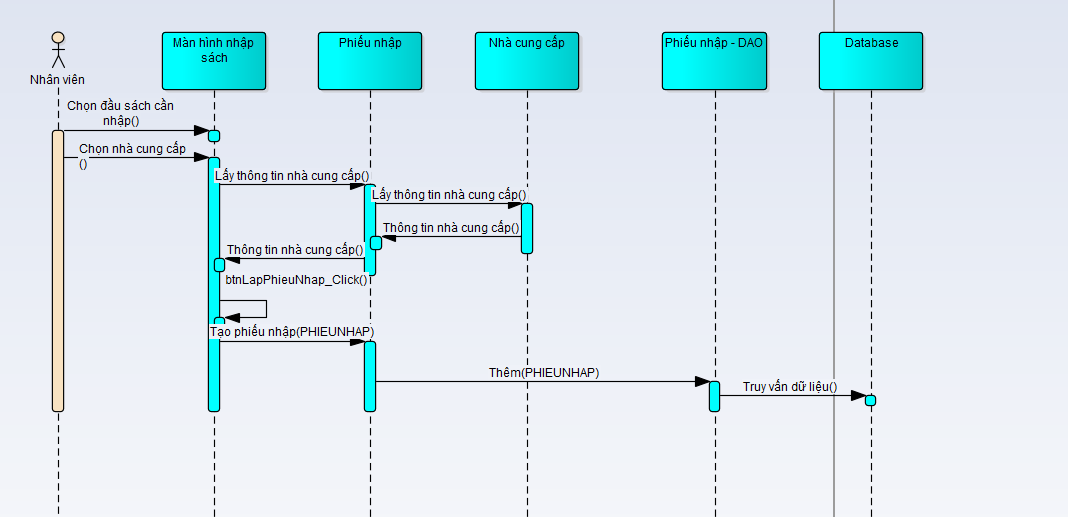 Nhân viên
Màn hình nhập
sách
Phiếu nhập
Nhà cung cấp
Phiếu nhập - DAO
Database
Chọn đầu sách cần
nhập()
Chọn nhà cung cấp
()
Lấy thông tin nhà cung cấp()
Lấy thông tin nhà cung cấp()
Thông tin nhà cung cấp()
Thông tin nhà cung cấp()
btnLapPhieuNhap_Click()
Tạo phiếu nhập(PHIEUNHAP)
Thêm(PHIEUNHAP)
Truy vấn dữ liệu()